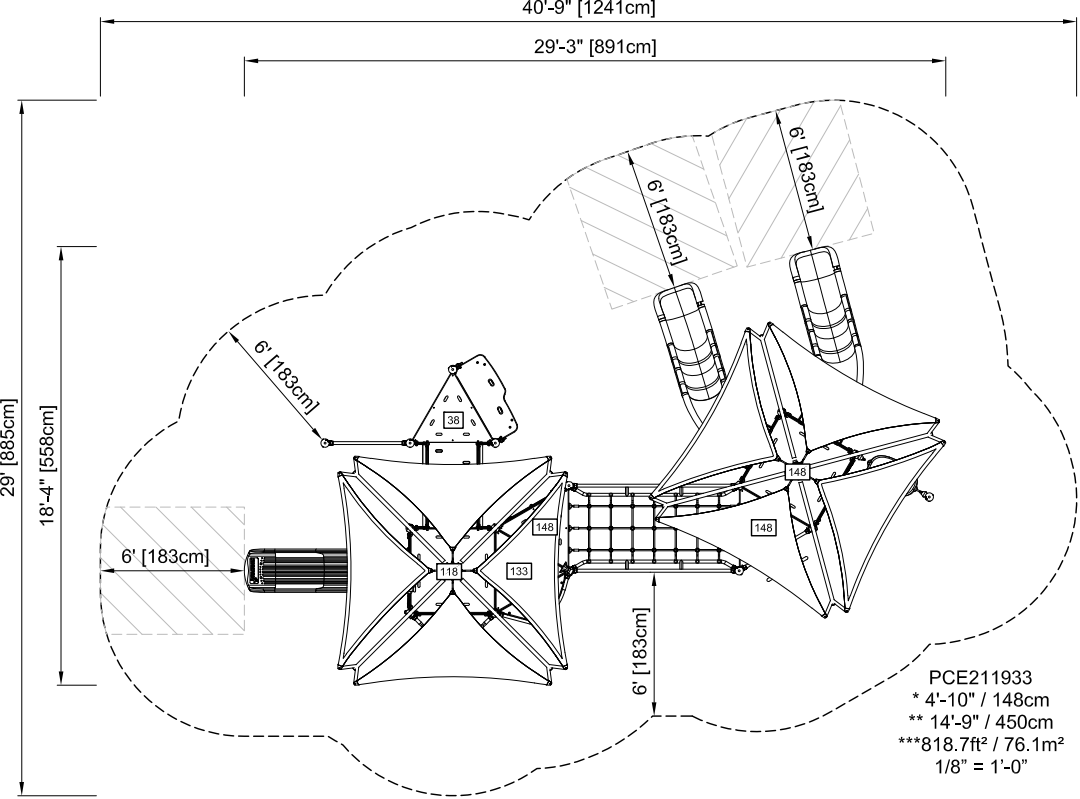 40'-9" [1241cm]
29'-3" [891cm]
6' [183cm]
6' [183cm]
6' [183cm]
29' [885cm]
18'-4" [558cm]
38
148
148
148
118
133
6' [183cm]
6' [183cm]
PCE211933
* 4'-10" / 148cm
** 14'-9" / 450cm
***818.7ft² / 76.1m²
1/8” = 1’-0”